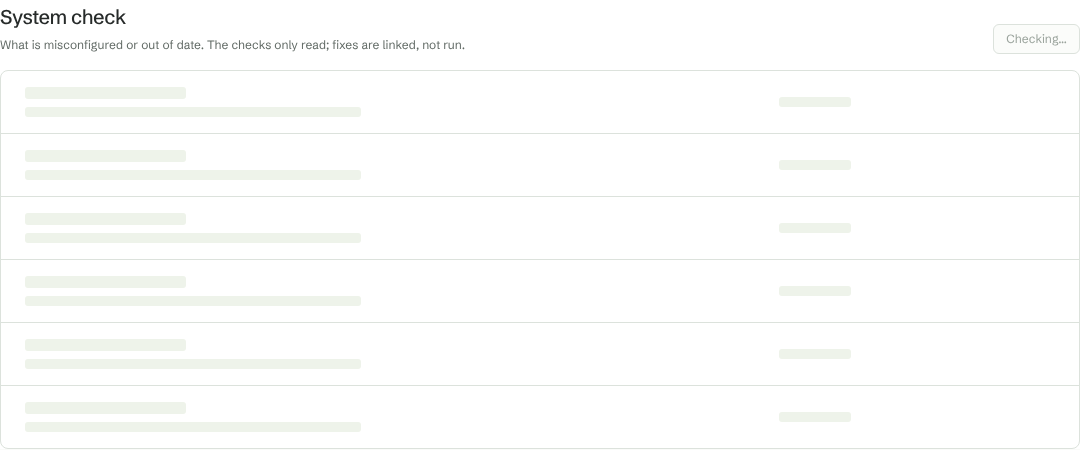 System check
What is misconfigured or out of date. The checks only read; fixes are linked, not run.
Checking...